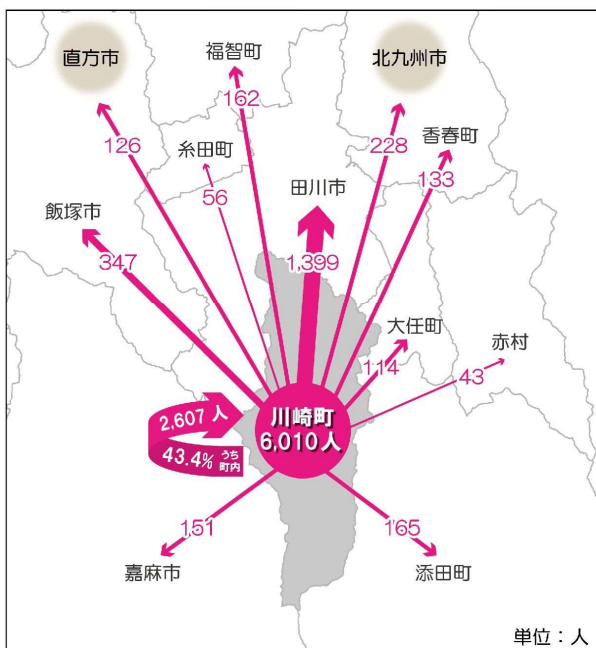 直方市
福智町
北九州市
162
香春町
126
糸田町
228
133
56
田川市
飯塚市
347
1,399
大任町
赤村
114
43
2,607 人
43.4% うち町内
川崎町
6,010人
151
165
嘉麻市
添田町
単位：人